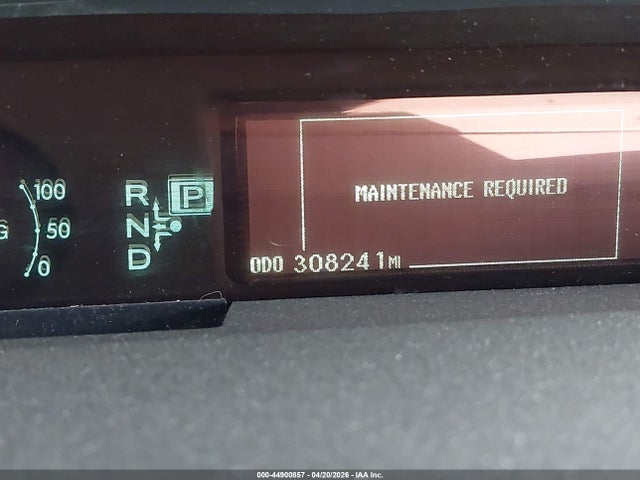 100
50
0
G
R P
N
D
MAINTENANCE REQUIRED
ODO 308241 MI
000-44900857 - 04/20/2026 - IAA Inc.